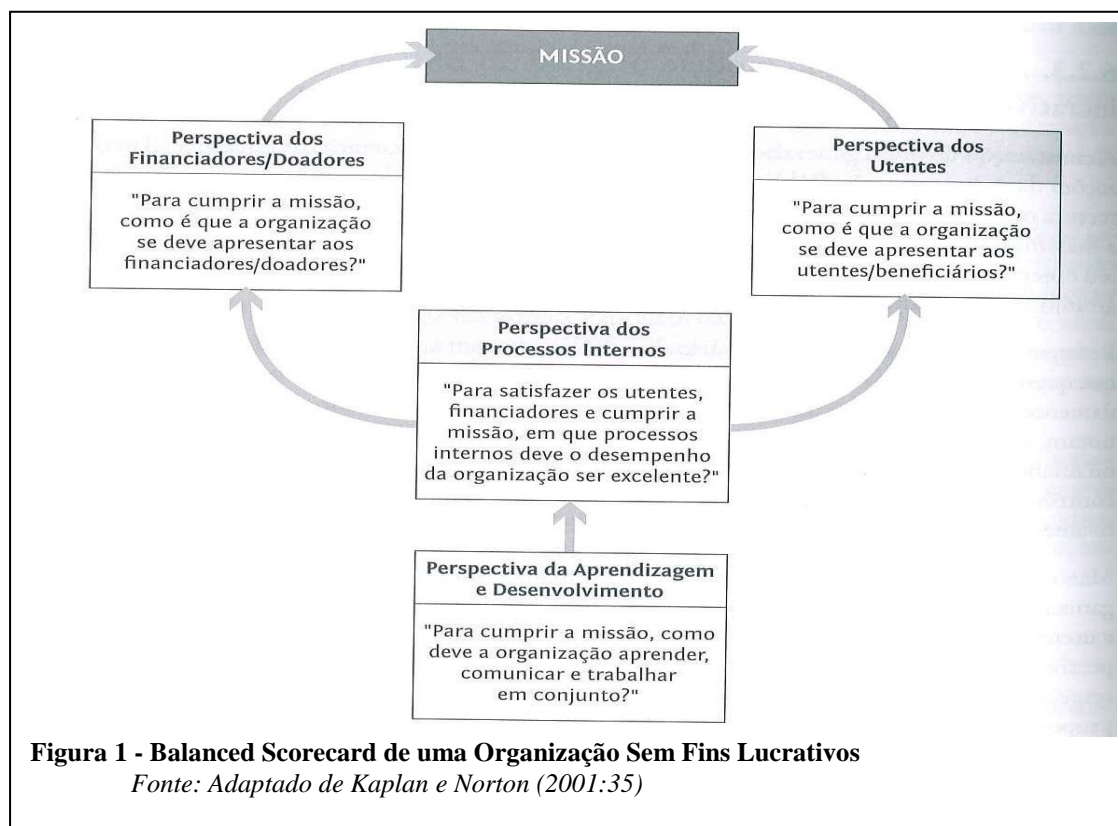 MISSÃO
Perspectiva dos
Financiadores/Doadores
"Para cumprir a missão,
como é que a organização
se deve apresentar aos
financiadores/doadores?"
Perspectiva dos
Utentes
"Para cumprir a missão,
como é que a organização
se deve apresentar aos
utentes/beneficiários?"
Perspectiva dos
Processos Internos
"Para satisfazer os utentes,
financiadores e cumprir a
missão, em que processos
internos deve o desempenho
da organização ser excelente?"
Perspectiva da Aprendizagem
e Desenvolvimento
"Para cumprir a missão, como
deve a organização aprender,
comunicar e trabalhar
em conjunto?"
Figura 1 - Balanced Scorecard de uma Organização Sem Fins Lucrativos
Fonte: Adaptado de Kaplan e Norton (2001:35)